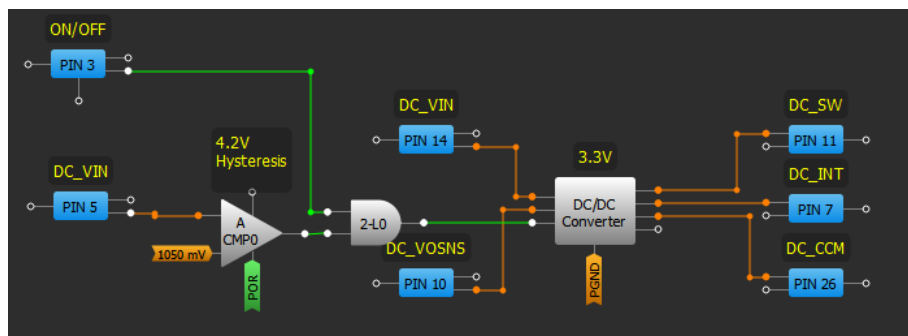 ON/OFF
PIN 3
DC_VIN
PIN 5
4.2V
Hysteresis
A
CMP0
1050 mV
POR
2-L0
DC_VIN
PIN 14
DC_VOSNS
PIN 10
3.3V
DC/DC
Converter
PGND
DC_SW
PIN 11
DC_INT
PIN 7
DC_CCM
PIN 26